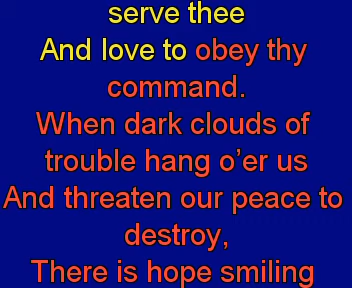 serve thee
And love to obey thy
command.
When dark clouds of
trouble hang o’er us
And threaten our peace to
destroy,
There is hope smiling